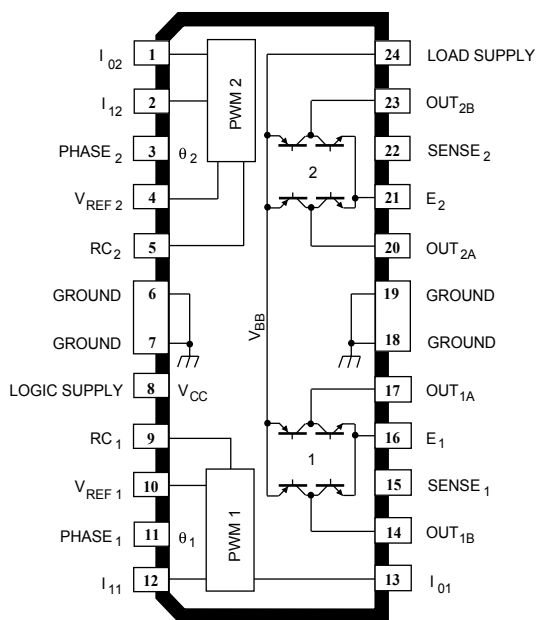 I02 1 24 LOAD SUPPLY
I12 2 PWM 2 23 OUT2B
PHASE2 3 θ2 2 22 SENSE2
VREF 2 4 21 E2
RC2 5 20 OUT2A
GROUND 6 19 GROUND
GROUND 7 VBB 18 GROUND
LOGIC SUPPLY 8 VCC 17 OUT1A
RC1 9 16 E1
VREF 1 10 1 15 SENSE1
PHASE1 11 θ1 PWM 1 14 OUT1B
I11 12 13 I01